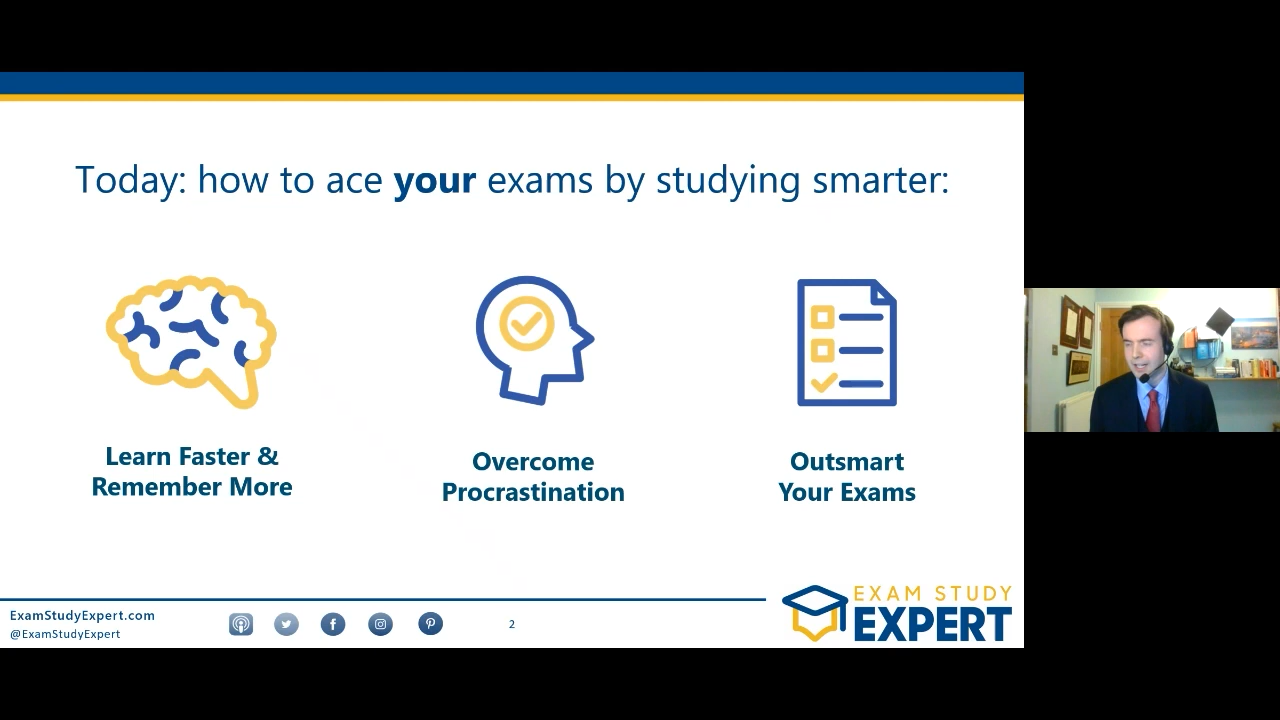 Today: how to ace your exams by studying smarter:
Learn Faster &
Remember More
Overcome
Procrastination
Outsmart
Your Exams
ExamStudyExpert.com
@ExamStudyExpert
2
EXAM STUDY
EXPERT